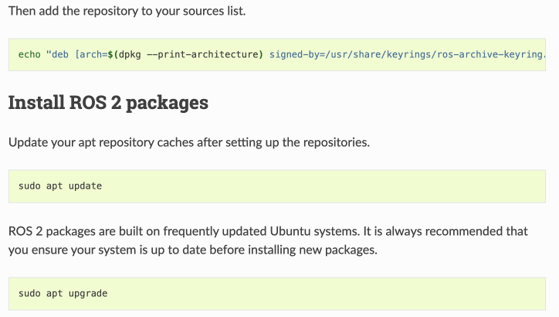 Then add the repository to your sources list.
echo "deb [arch=$(dpkg --print-architecture) signed-by=/usr/share/keyrings/ros-archive-keyring.
Install ROS 2 packages
Update your apt repository caches after setting up the repositories.
sudo apt update
ROS 2 packages are built on frequently updated Ubuntu systems. It is always recommended that
you ensure your system is up to date before installing new packages.
sudo apt upgrade